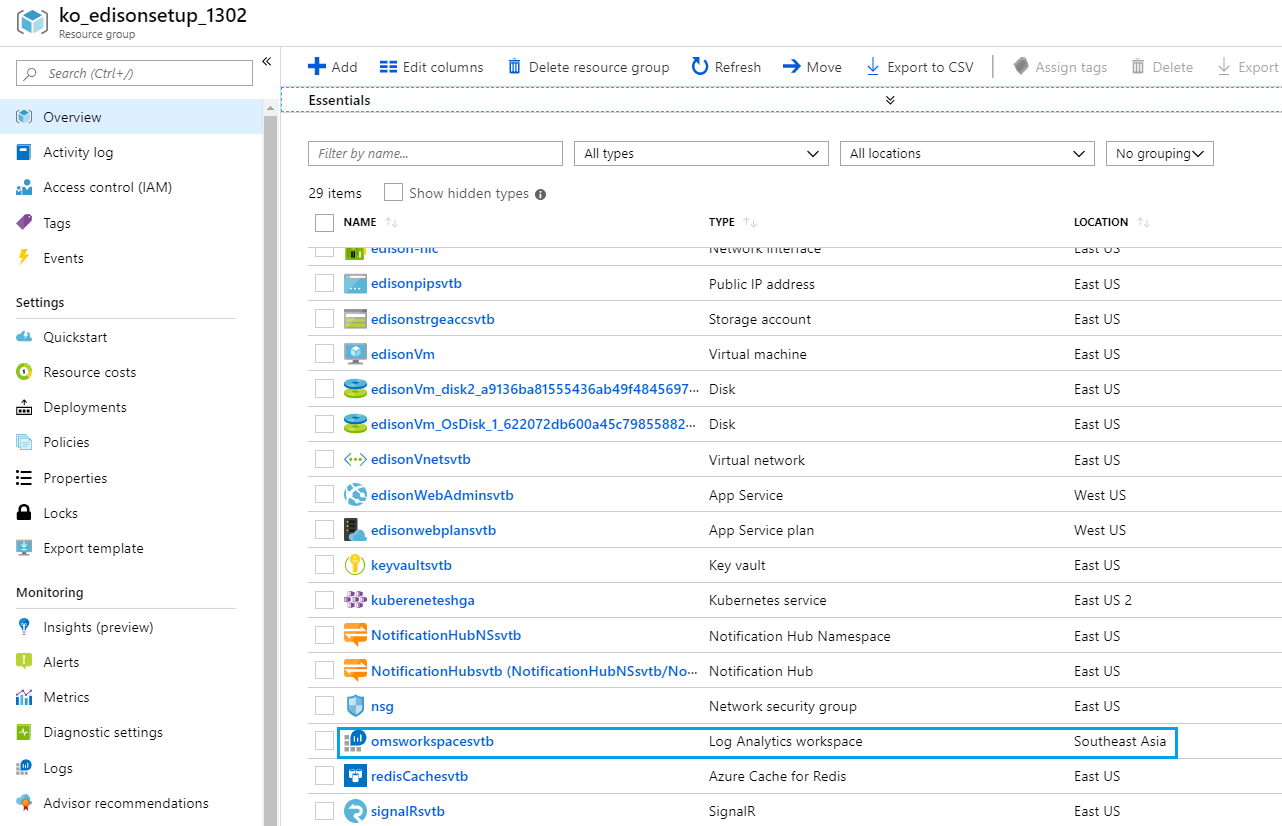 ko_edisonsetup_1302
Resource group
Search (Ctrl+/)
«
Overview
Activity log
Access control (IAM)
Tags
Events
Settings
Quickstart
Resource costs
Deployments
Policies
Properties
Locks
Export template
Monitoring
Insights (preview)
Alerts
Metrics
Diagnostic settings
Logs
Advisor recommendations
Add Edit columns Delete resource group Refresh Move Export to CSV Assign tags Delete Export
Essentials
Filter by name... All types All locations No grouping
29 items Show hidden types
NAME TYPE LOCATION
edison-nic Network interface East US
edisonpipsvtb Public IP address East US
edisonstrgeaccsvtb Storage account East US
edisonVm Virtual machine East US
edisonVm_disk2_a9136ba81555436ab49f4845697... Disk East US
edisonVm_OsDisk_1_622072db600a45c79855882... Disk East US
edisonVnetsvtb Virtual network East US
edisonWebAdminsvtb App Service West US
edisonwebplansvtb App Service plan West US
keyvaultsvtb Key vault East US
kubereneteshga Kubernetes service East US 2
NotificationHubNSsvtb Notification Hub Namespace East US
NotificationHubsvtb (NotificationHubNSsvtb/No... Notification Hub East US
nsg Network security group East US
omsworkspacesvtb Log Analytics workspace Southeast Asia
redisCachesvtb Azure Cache for Redis East US
signalRsvtb SignalR East US